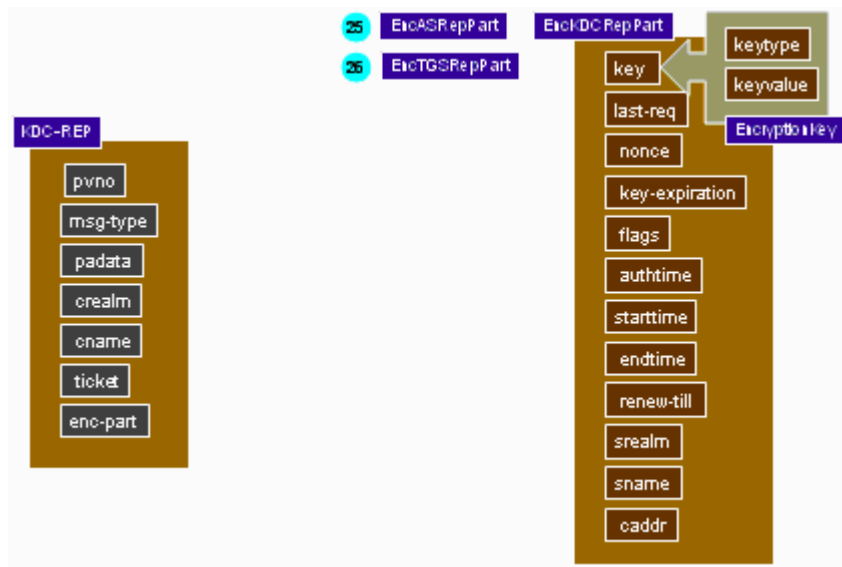 25 EncASRepPart
26 EncTGSRepPart
KDC-REP
pvno
msg-type
padata
crealm
cname
ticket
enc-part
EncKDCRepPart
key
last-req
nonce
key-expiration
flags
authtime
starttime
endtime
renew-till
srealm
sname
caddr
keytype
keyvalue
EncryptionKey